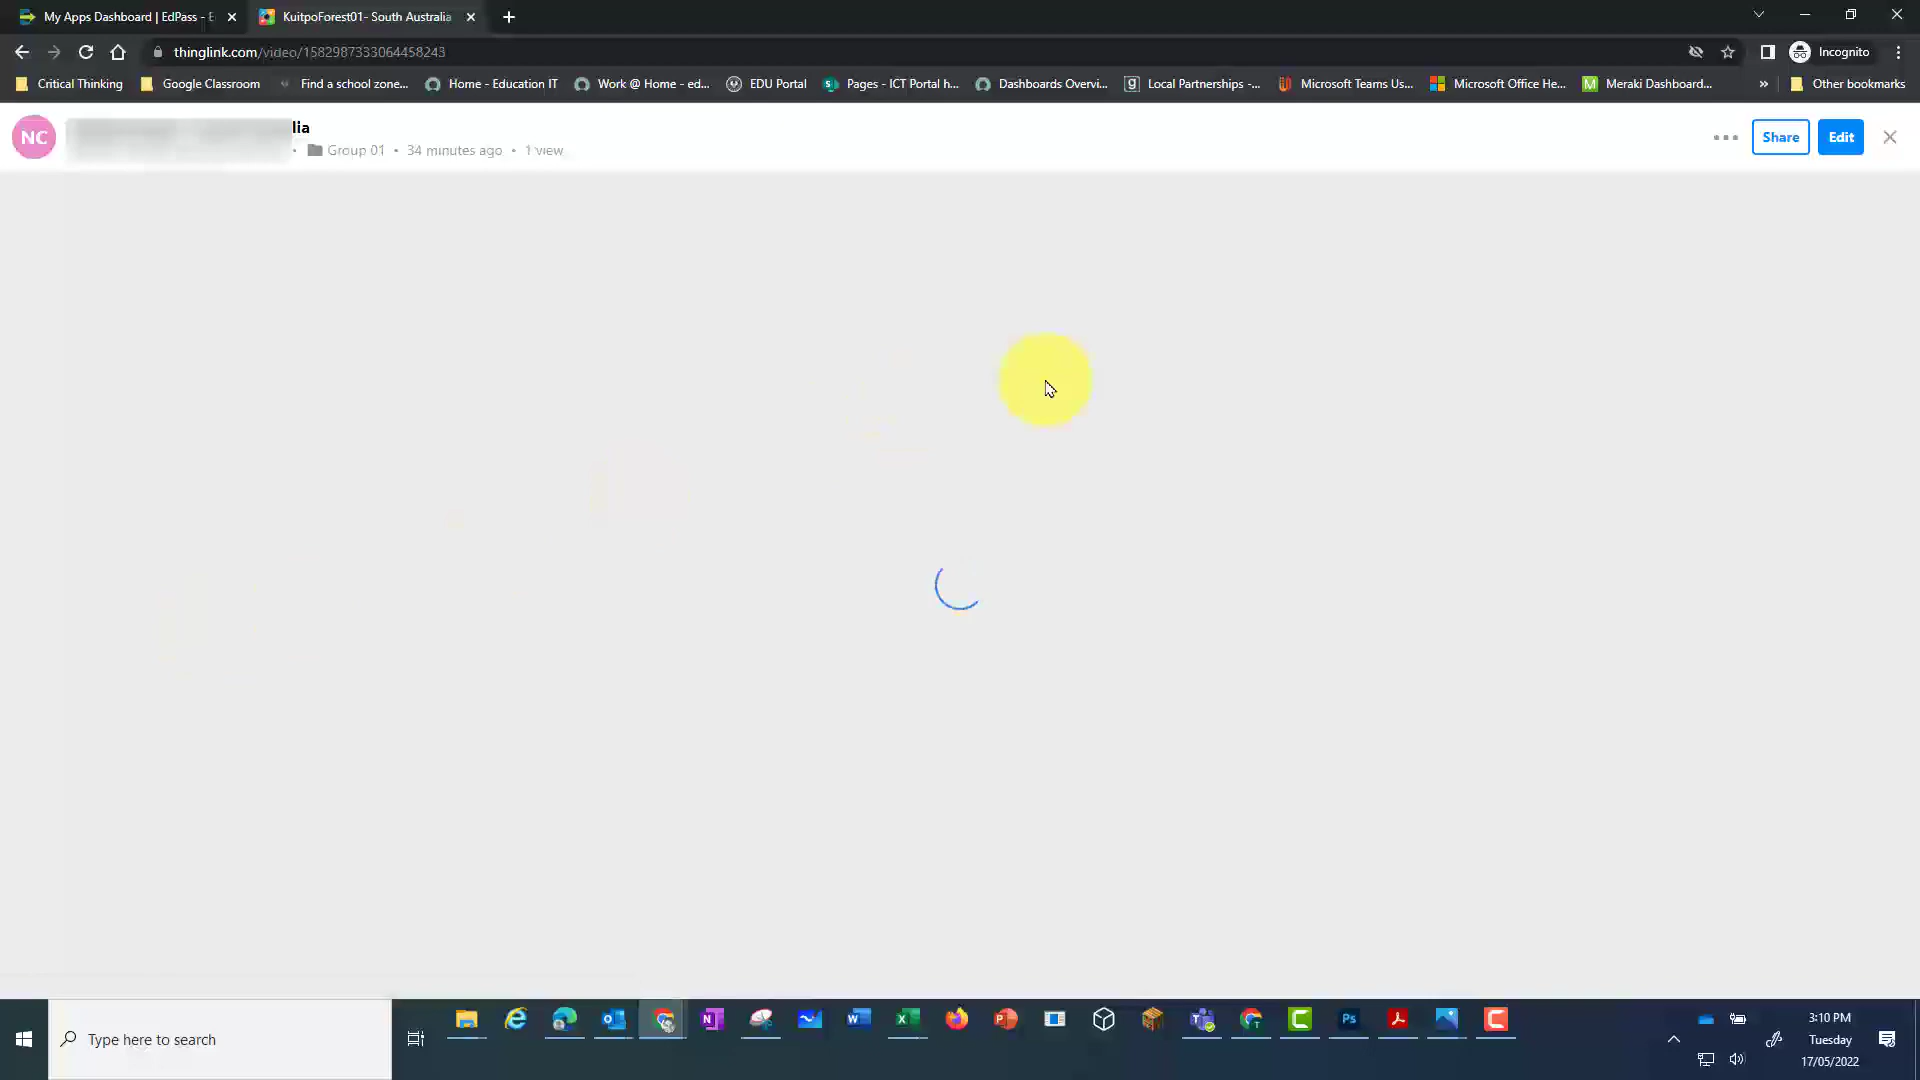 My Apps Dashboard | EdPass - E
KuitpoForest01- South Australia
thinglink.com/video/1582987333064458243
Incognito
Critical Thinking
Google Classroom
Find a school zone...
Home - Education IT
Work @ Home - ed...
EDU Portal
Pages - ICT Portal h...
Dashboards Overvi...
Local Partnerships -...
Microsoft Teams Us...
Microsoft Office He...
Meraki Dashboard...
»
Other bookmarks
NC
lia
• Group 01 • 34 minutes ago • 1 view
Share
Edit
Type here to search
3:10 PM
Tuesday
17/05/2022